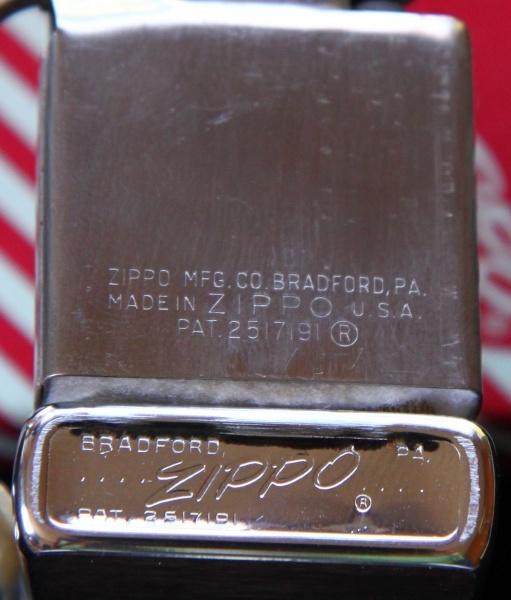 ZIPPO MFG. CO. BRADFORD, PA.
MADE IN ZIPPO U.S.A.
PAT. 2517191 ®
BRADFORD, PA.
.... ZIPPO ® ....
PAT. 2517191